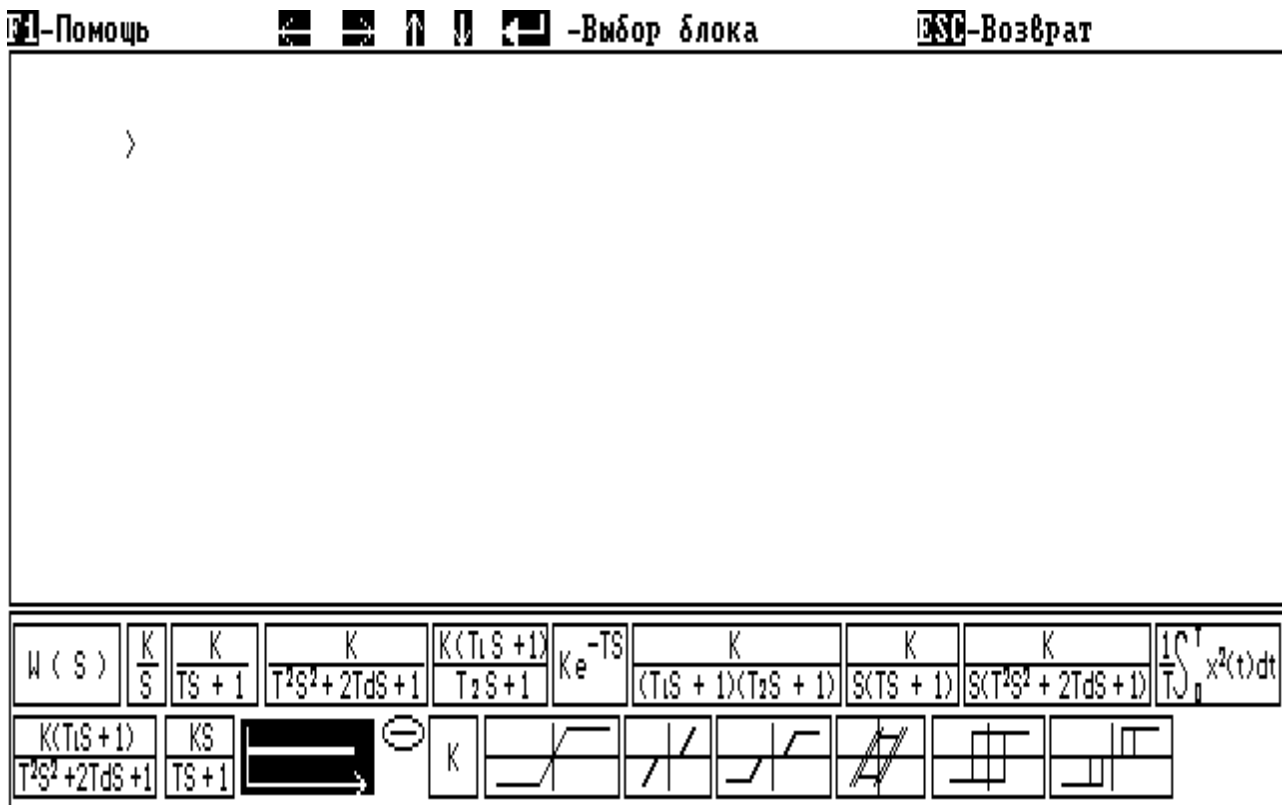 F1-Помощь ← → ↑ ↓ ↵ -Выбор блока ESC-Возврат
>
W ( S ) K/S K/(TS + 1) K/(T²S² + 2TdS + 1) K(T₁S +1)/(T₂S+1) Ke^-TS K/((T₁S + 1)(T₂S + 1)) K/(S(TS + 1)) K/(S(T²S² + 2TdS + 1)) 1/T ∫₀ᵀ x²(t)dt
K(T₁S + 1)/(T²S² +2TdS +1) KS/(TS + 1) K